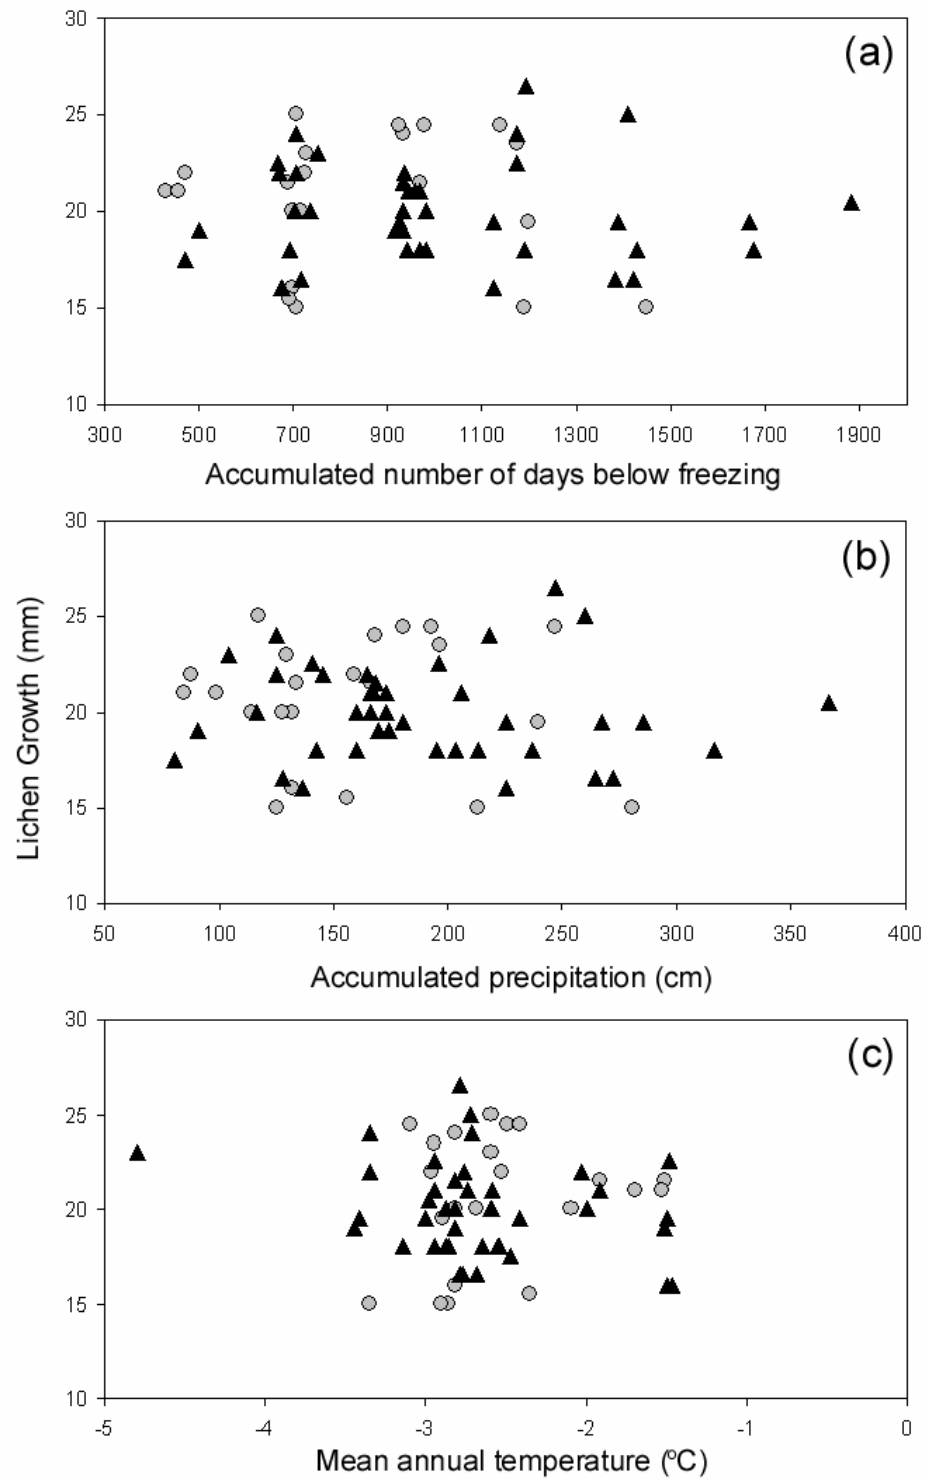 30
(a)
25
20
15
10
300 500 700 900 1100 1300 1500 1700 1900
Accumulated number of days below freezing
30
(b)
25
20
15
10
50 100 150 200 250 300 350 400
Accumulated precipitation (cm)
Lichen Growth (mm)
30
(c)
25
20
15
10
-5 -4 -3 -2 -1 0
Mean annual temperature (ºC)